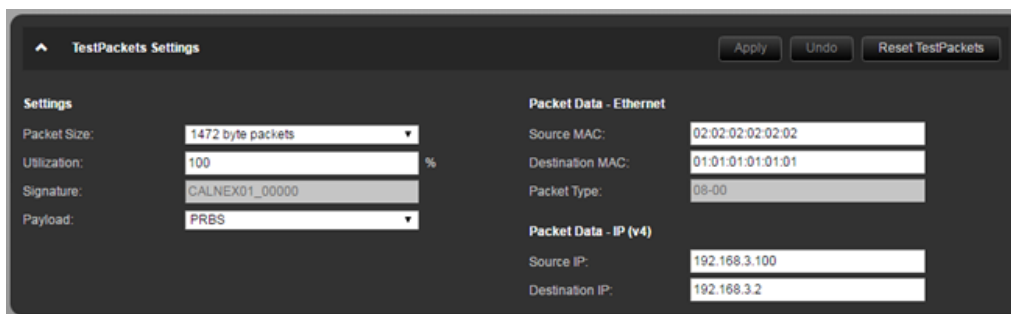 TestPackets Settings
Apply
Undo
Reset TestPackets
Settings
Packet Size: 1472 byte packets
Utilization: 100 %
Signature: CALNEX01_00000
Payload: PRBS
Packet Data - Ethernet
Source MAC: 02:02:02:02:02:02
Destination MAC: 01:01:01:01:01:01
Packet Type: 08-00
Packet Data - IP (v4)
Source IP: 192.168.3.100
Destination IP: 192.168.3.2